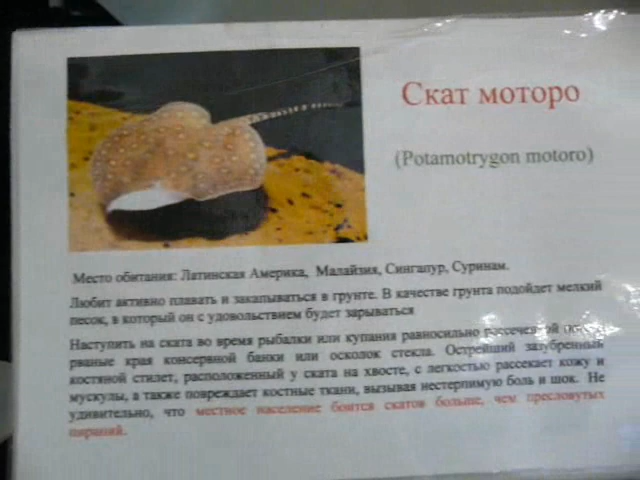 Скат моторо
(Potamotrygon motoro)
Место обитания: Латинская Америка, Малайзия, Сингапур, Суринам.
Любит активно плавать и закапываться в грунте. В качестве грунта подойдет мелкий
песок, в который он с удовольствием будет зарываться
Наступить на ската во время рыбалки или купания равносильно
рваные края консервной банки или осколок стекла. Острейший зазубренный
костяной стилет, расположенный у ската на хвосте, с легкостью рассекает кожу и
мускулы, а также повреждает костные ткани, вызывая нестерпимую боль и шок. Не
удивительно, что местное население боится скатов больше, чем пресловутых
пираний.